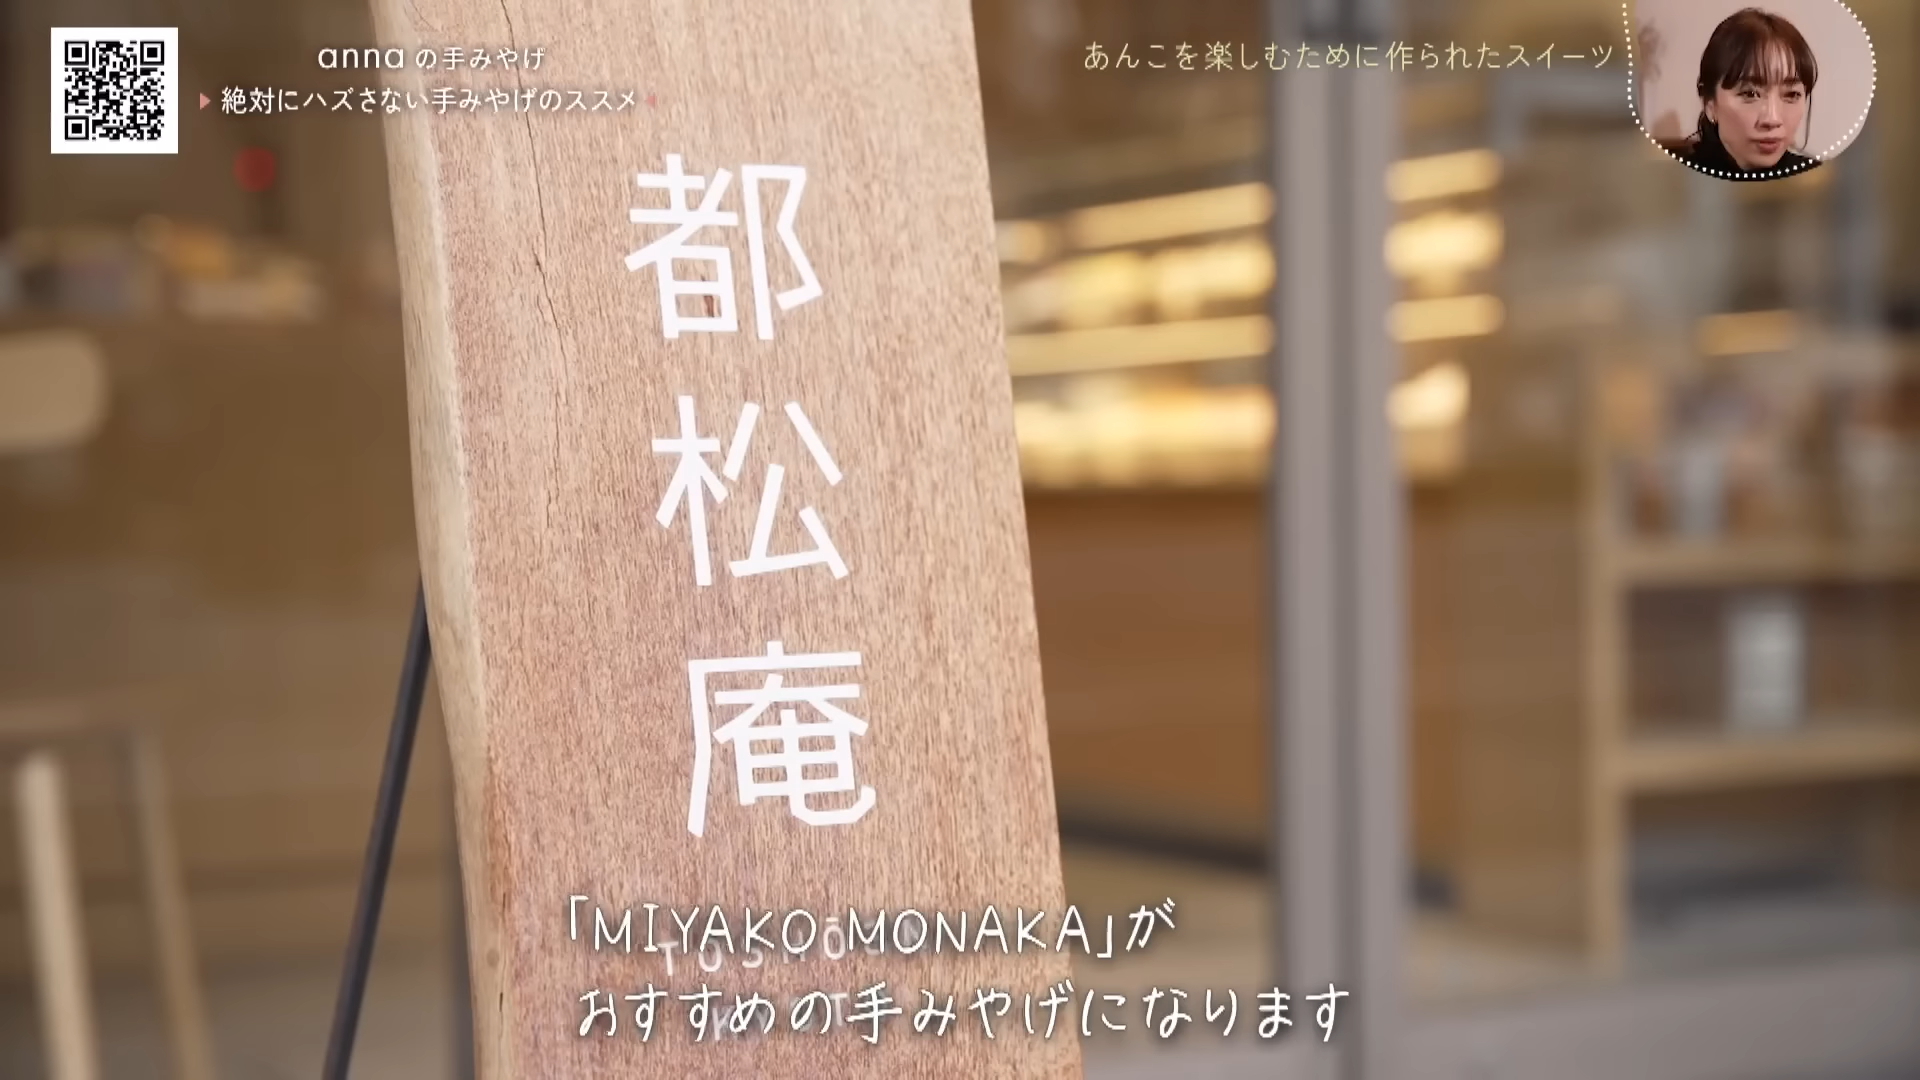 annaの手みやげ
絶対にハズさない手みやげのススメ
あんこを楽しむために作られたスイーツ
都松庵
「MIYAKO MONAKA」が
おすすめの手みやげになります